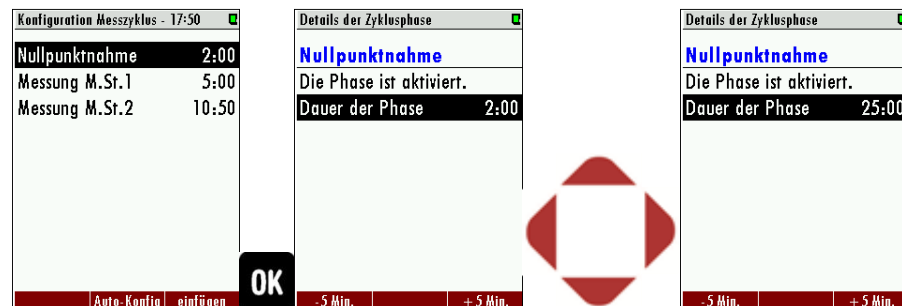 Konfiguration Messzyklus - 17:50
Nullpunktnahme 2:00
Messung M.St.1 5:00
Messung M.St.2 10:50
Auto-Konfig einfügen
OK
Details der Zyklusphase
Nullpunktnahme
Die Phase ist aktiviert.
Dauer der Phase 2:00
- 5 Min. + 5 Min.
Details der Zyklusphase
Nullpunktnahme
Die Phase ist aktiviert.
Dauer der Phase 25:00
- 5 Min. + 5 Min.